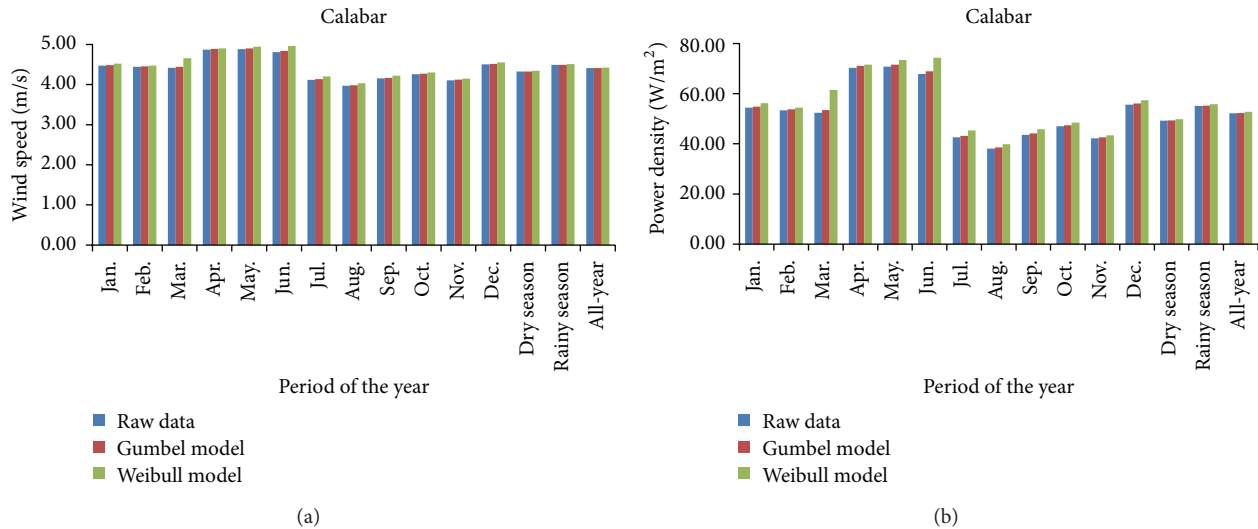 Calabar
5.00
4.00
3.00
2.00
1.00
0.00
Wind speed (m/s)
Jan.
Feb.
Mar.
Apr.
May.
Jun.
Jul.
Aug.
Sep.
Oct.
Nov.
Dec.
Dry season
Rainy season
All-year
Period of the year
Raw data
Gumbel model
Weibull model
(a)
Calabar
80.00
60.00
40.00
20.00
0.00
Power density (W/m²)
Jan.
Feb.
Mar.
Apr.
May.
Jun.
Jul.
Aug.
Sep.
Oct.
Nov.
Dec.
Dry season
Rainy season
All-year
Period of the year
Raw data
Gumbel model
Weibull model
(b)